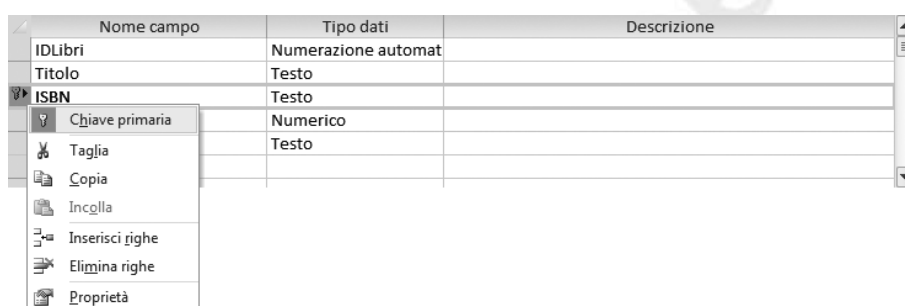 Nome campo Tipo dati Descrizione
IDLibri Numerazione automat
Titolo Testo
ISBN Testo
Chiave primaria Numerico
Taglia Testo
Copia
Incolla
Inserisci righe
Elimina righe
Proprietà